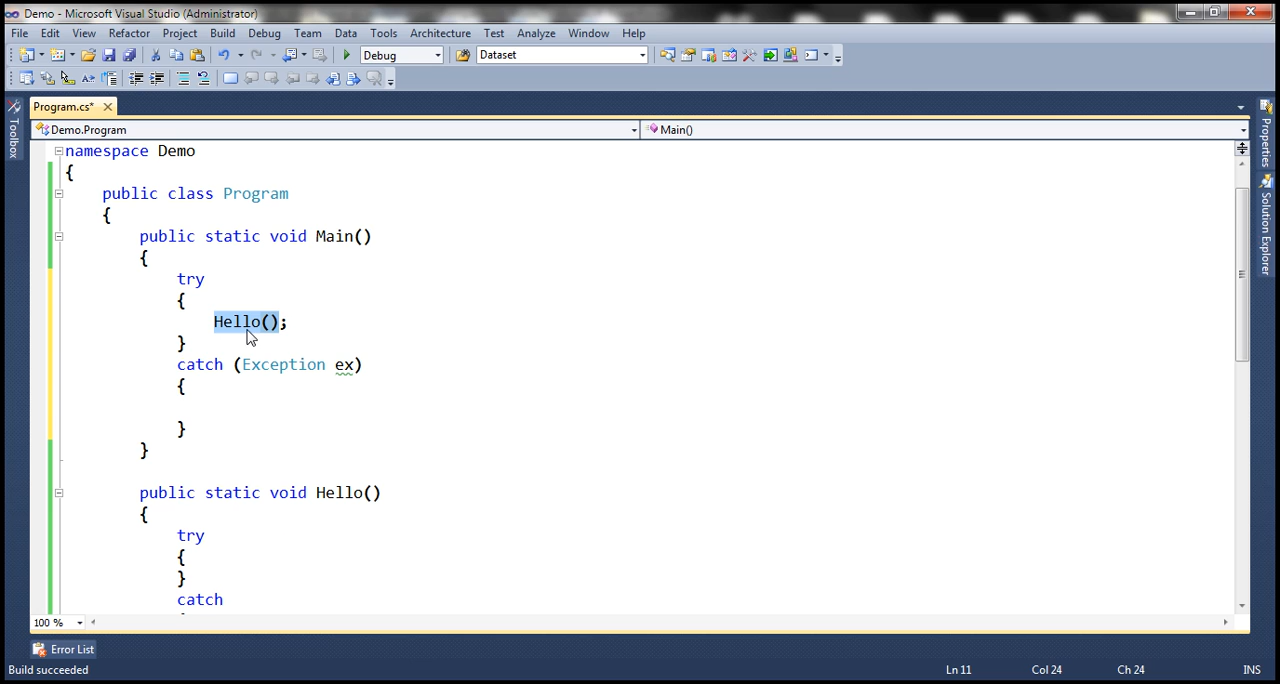 Demo - Microsoft Visual Studio (Administrator)
File Edit View Refactor Project Build Debug Team Data Tools Architecture Test Analyze Window Help
Debug Dataset
Program.cs*
Demo.Program Main()
Toolbox
Properties
Solution Explorer
namespace Demo
{
public class Program
{
public static void Main()
{
try
{
Hello();
}
catch (Exception ex)
{
}
}
public static void Hello()
{
try
{
}
catch
100 %
Error List
Build succeeded Ln 11 Col 24 Ch 24 INS